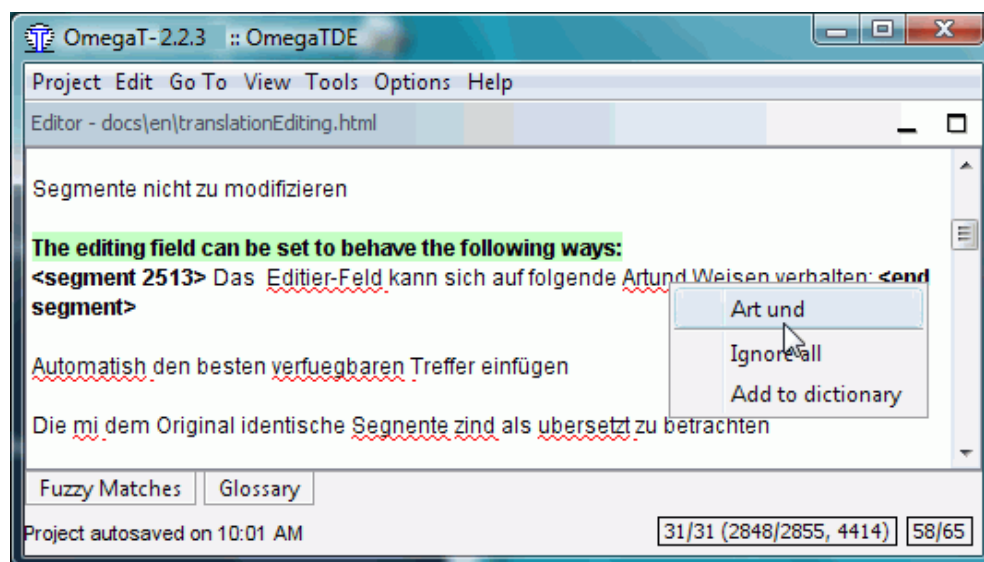 OmegaT-2.2.3 :: OmegaTDE
Project Edit Go To View Tools Options Help
Editor - docs\en\translationEditing.html
Segmente nicht zu modifizieren
The editing field can be set to behave the following ways:
<segment 2513> Das Editier-Feld kann sich auf folgende Artund Weisen verhalten: <end
segment>
Art und
Ignore all
Add to dictionary
Automatish den besten verfuegbaren Treffer einfügen
Die mi dem Original identische Segnente zind als ubersetzt zu betrachten
Fuzzy Matches Glossary
Project autosaved on 10:01 AM 31/31 (2848/2855, 4414) 58/65